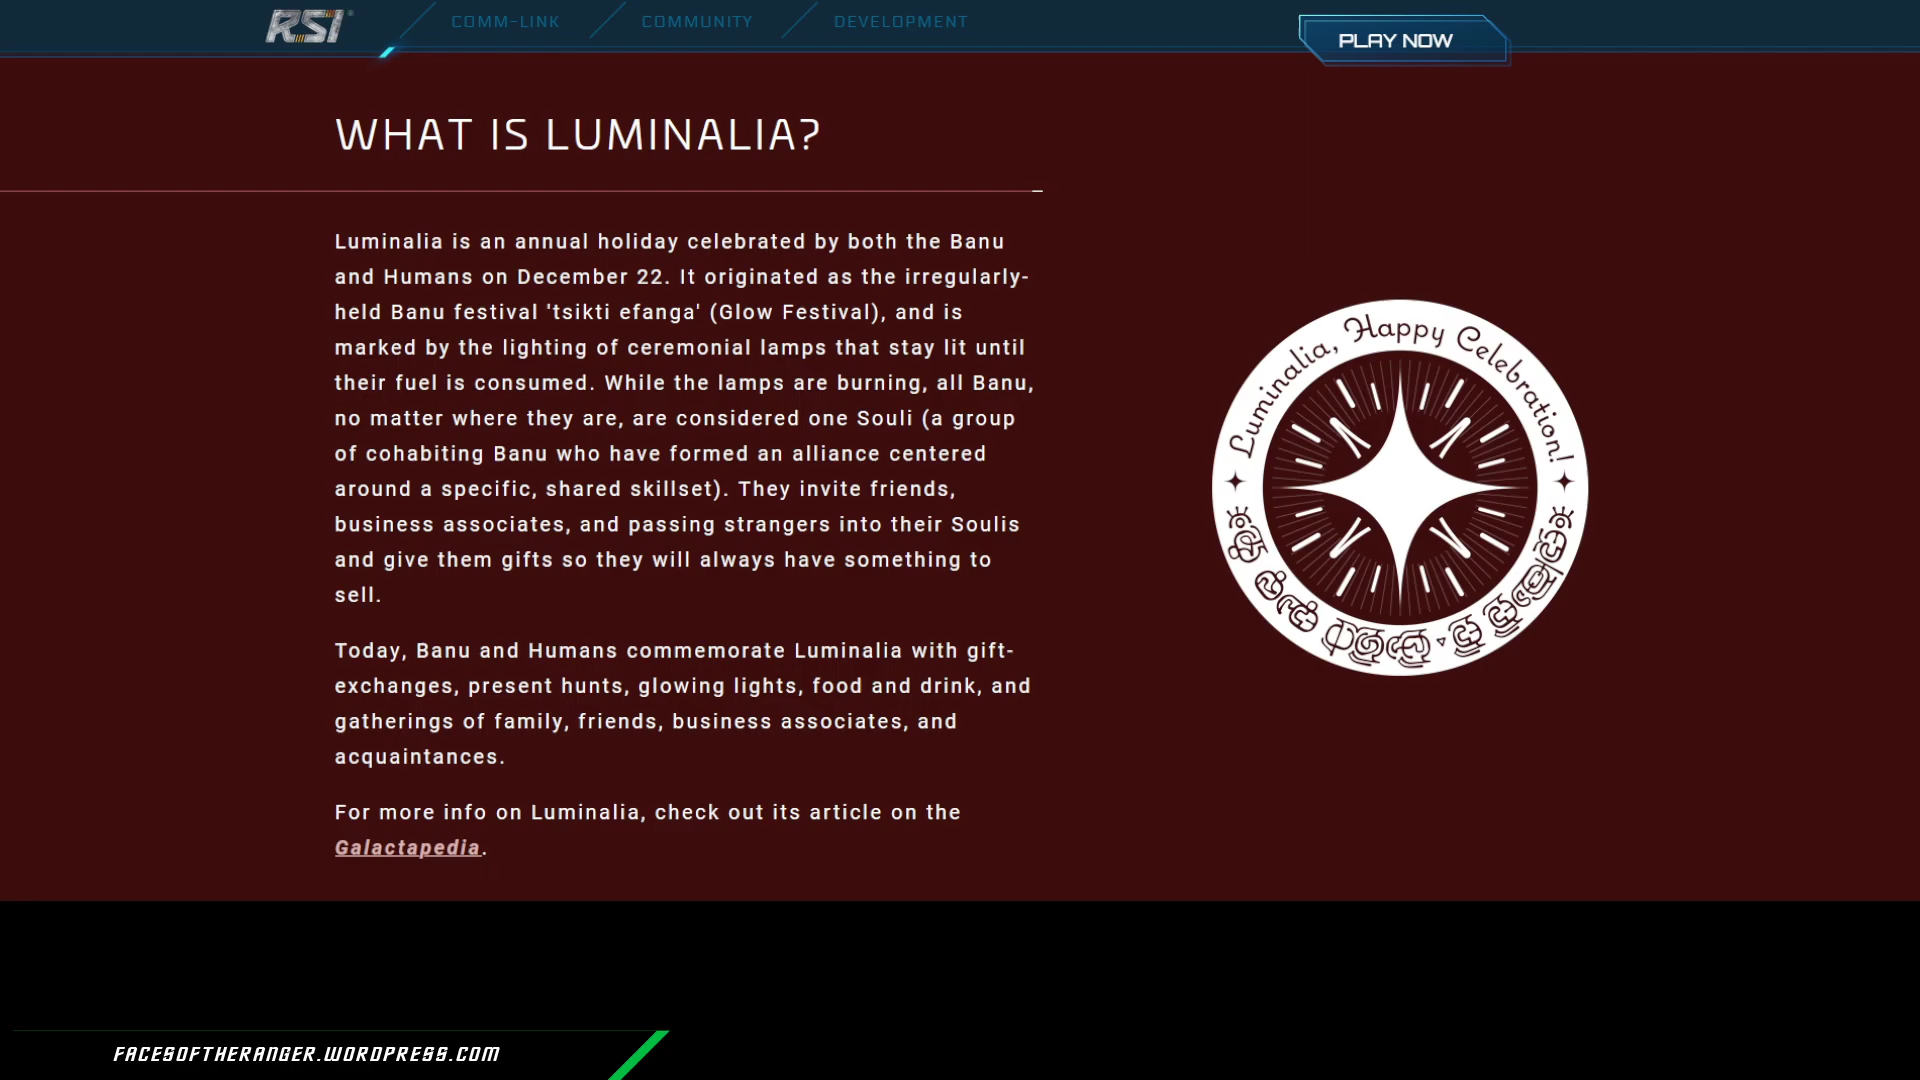 RSI
COMM-LINK
COMMUNITY
DEVELOPMENT
PLAY NOW
WHAT IS LUMINALIA?
Luminalia is an annual holiday celebrated by both the Banu
and Humans on December 22. It originated as the irregularly-
held Banu festival 'tsikti efanga' (Glow Festival), and is
marked by the lighting of ceremonial lamps that stay lit until
their fuel is consumed. While the lamps are burning, all Banu,
no matter where they are, are considered one Souli (a group
of cohabiting Banu who have formed an alliance centered
around a specific, shared skillset). They invite friends,
business associates, and passing strangers into their Soulis
and give them gifts so they will always have something to
sell.
Today, Banu and Humans commemorate Luminalia with gift-
exchanges, present hunts, glowing lights, food and drink, and
gatherings of family, friends, business associates, and
acquaintances.
For more info on Luminalia, check out its article on the
Galactapedia.
Luminalia, Happy Celebration!
FACESOFTHERANGER.WORDPRESS.COM